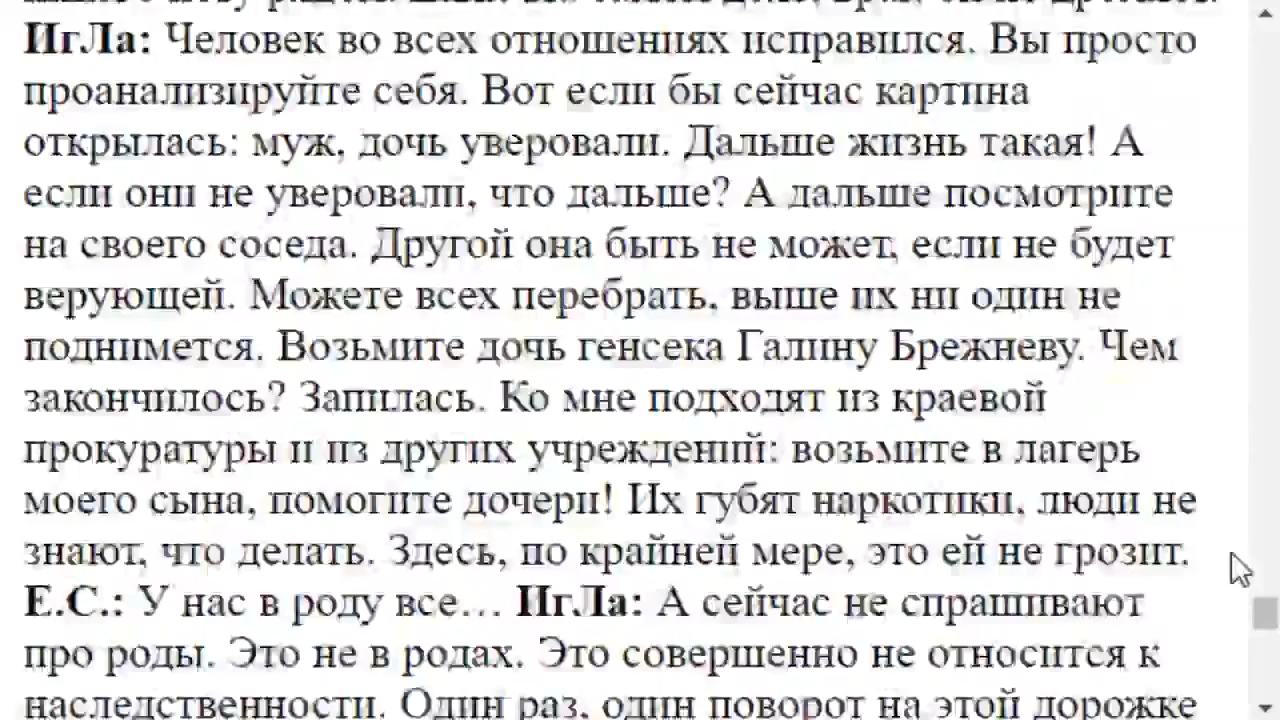 ИгЛа: Человек во всех отношениях исправился. Вы просто
проанализируйте себя. Вот если бы сейчас картина
открылась: муж, дочь уверовали. Дальше жизнь такая! А
если они не уверовали, что дальше? А дальше посмотрите
на своего соседа. Другой она быть не может, если не будет
верующей. Можете всех перебрать, выше их ни один не
поднимется. Возьмите дочь генсека Галину Брежневу. Чем
закончилось? Запилась. Ко мне подходят из краевой
прокуратуры и из других учреждений: возьмите в лагерь
моего сына, помогите дочери! Их губят наркотики, люди не
знают, что делать. Здесь, по крайней мере, это ей не грозит.
Е.С.: У нас в роду все… ИгЛа: А сейчас не спрашивают
про роды. Это не в родах. Это совершенно не относится к
наследственности. Один раз, один поворот на этой дорожке